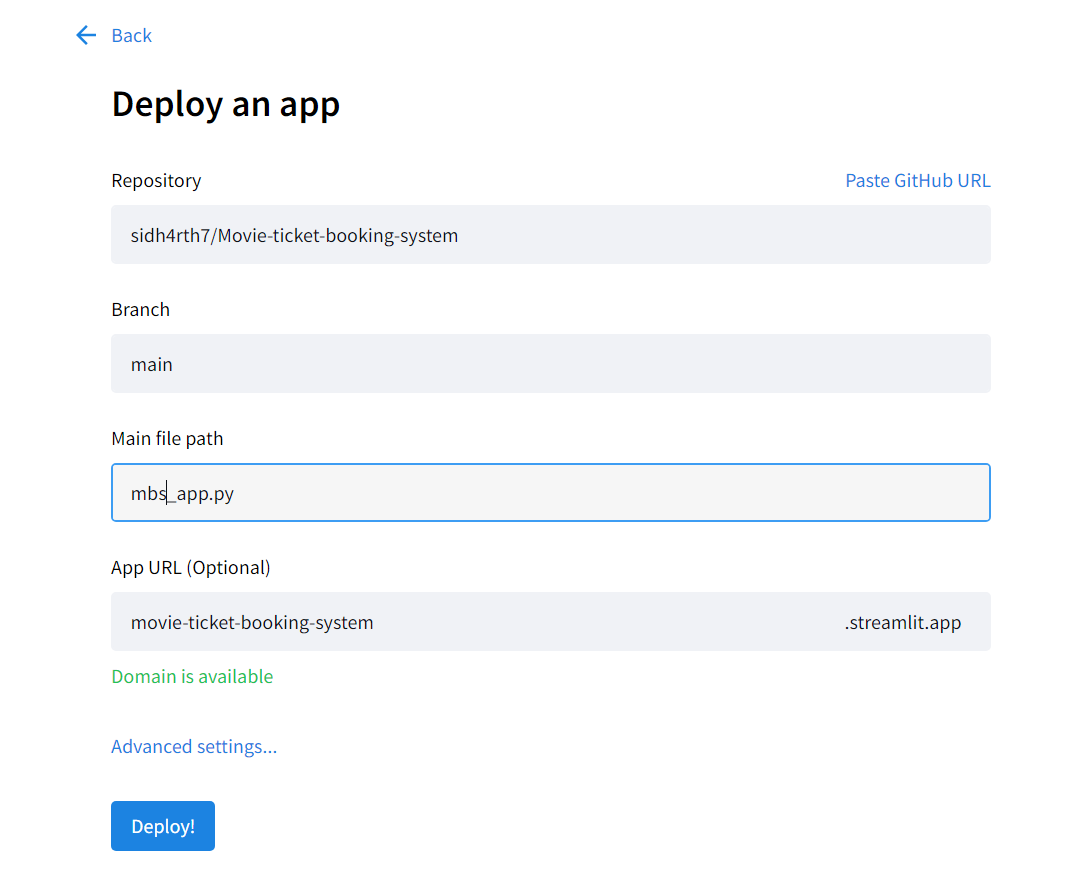 Back
Deploy an app
Repository
Paste GitHub URL
sidh4rth7/Movie-ticket-booking-system
Branch
main
Main file path
mbs_app.py
App URL (Optional)
movie-ticket-booking-system
.streamlit.app
Domain is available
Advanced settings...
Deploy!